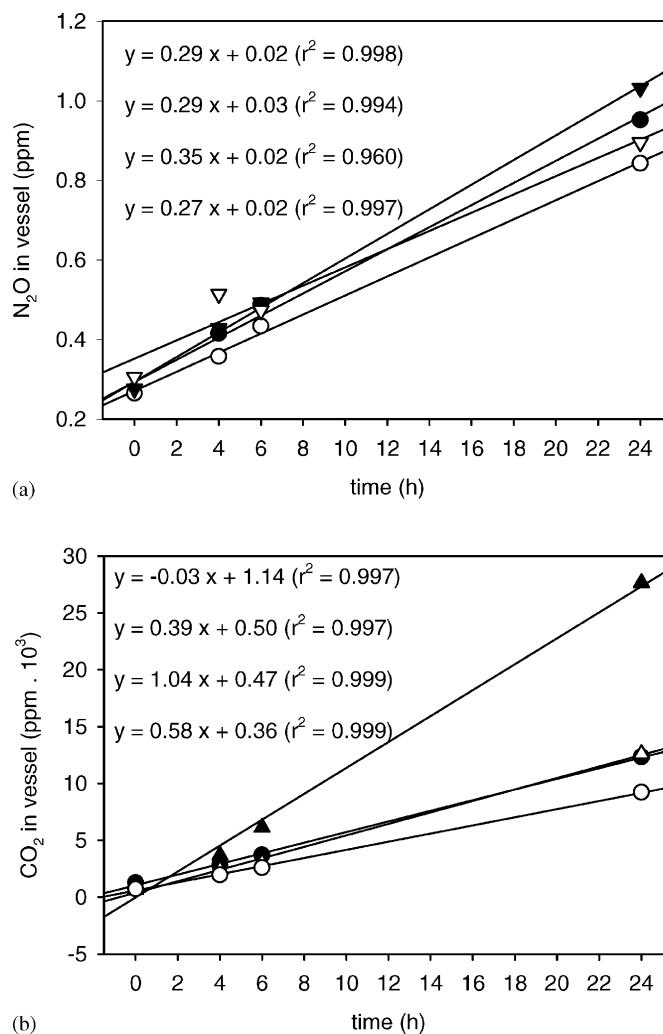 y = 0.29 x + 0.02 (r² = 0.998)
y = 0.29 x + 0.03 (r² = 0.994)
y = 0.35 x + 0.02 (r² = 0.960)
y = 0.27 x + 0.02 (r² = 0.997)
N₂O in vessel (ppm)
1.2
1.0
0.8
0.6
0.4
0.2
0 2 4 6 8 10 12 14 16 18 20 22 24
time (h)
(a)
y = -0.03 x + 1.14 (r² = 0.997)
y = 0.39 x + 0.50 (r² = 0.997)
y = 1.04 x + 0.47 (r² = 0.999)
y = 0.58 x + 0.36 (r² = 0.999)
CO₂ in vessel (ppm . 10³)
30
25
20
15
10
5
0
-5
0 2 4 6 8 10 12 14 16 18 20 22 24
time (h)
(b)